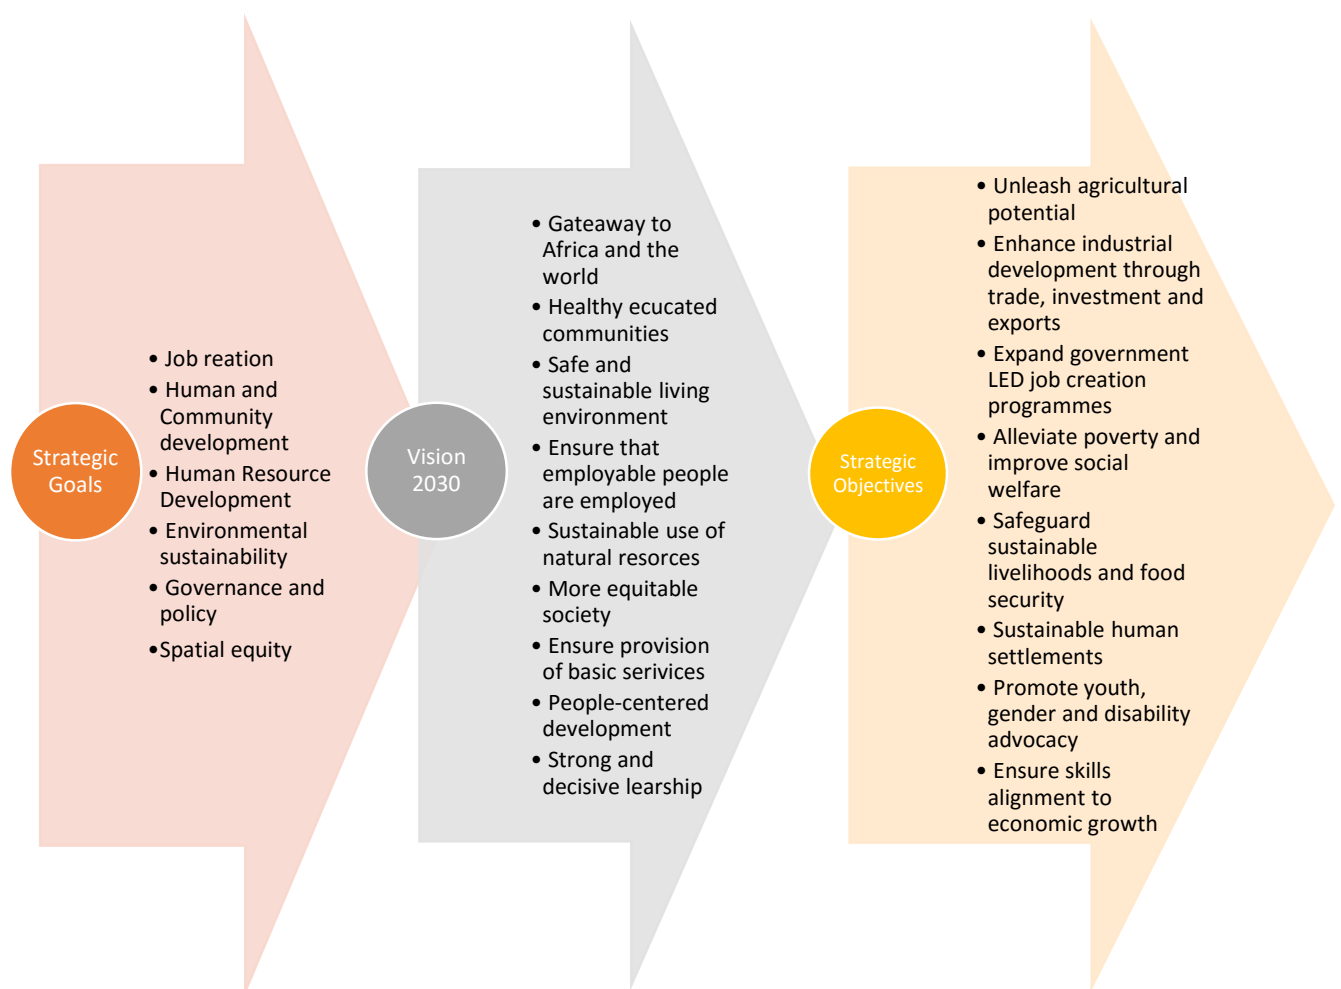 Strategic
Goals
• Job reation
• Human and
Community
development
• Human Resource
Development
• Environmental
sustainability
• Governance and
policy
•Spatial equity
Vision
2030
• Gateaway to
Africa and the
world
• Healthy ecucated
communities
• Safe and
sustainable living
environment
• Ensure that
employable people
are employed
• Sustainable use of
natural resorces
• More equitable
society
• Ensure provision
of basic serivices
• People-centered
development
• Strong and
decisive learship
Strategic
Objectives
• Unleash agricultural
potential
• Enhance industrial
development through
trade, investment and
exports
• Expand government
LED job creation
programmes
• Alleviate poverty and
improve social
welfare
• Safeguard
sustainable
livelihoods and food
security
• Sustainable human
settlements
• Promote youth,
gender and disability
advocacy
• Ensure skills
alignment to
economic growth